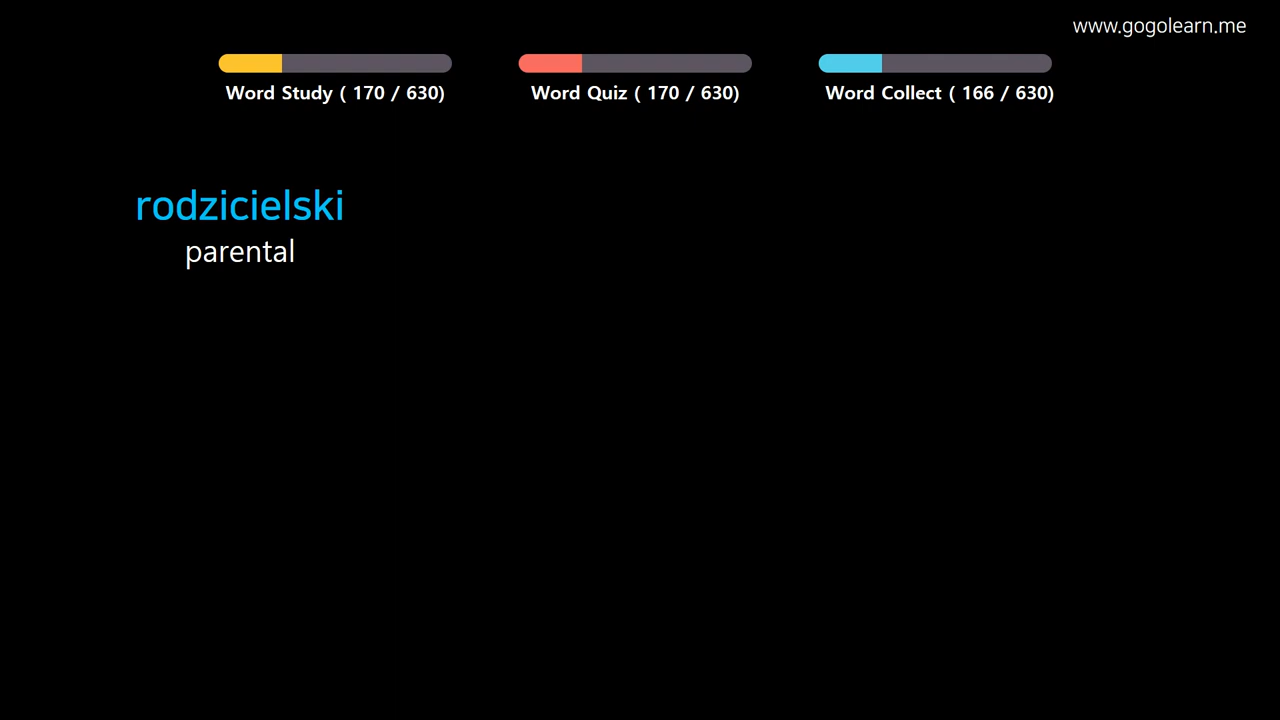 www.gogolearn.me
Word Study ( 170 / 630)
Word Quiz ( 170 / 630)
Word Collect ( 166 / 630)
rodzicielski
parental